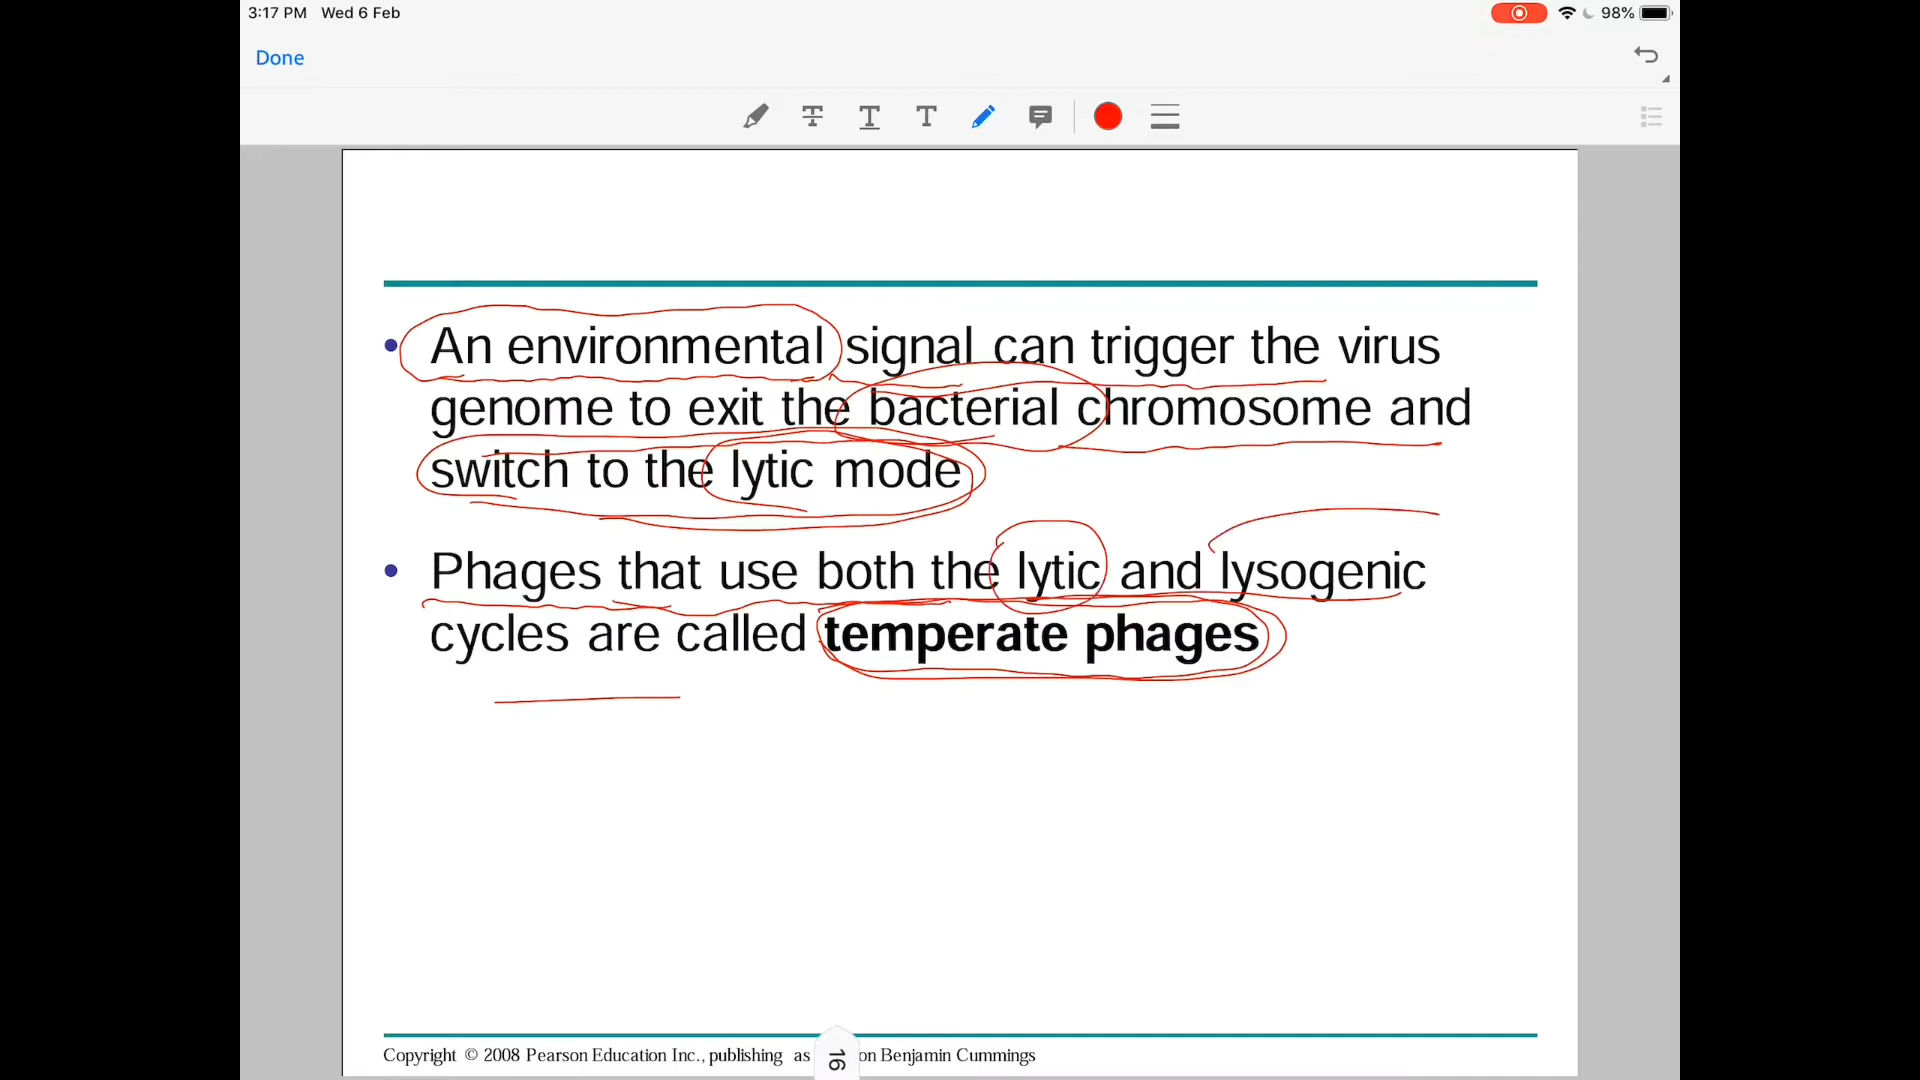 3:17 PM Wed 6 Feb
98%
Done
• An environmental signal can trigger the virus
genome to exit the bacterial chromosome and
switch to the lytic mode
• Phages that use both the lytic and lysogenic
cycles are called temperate phages
Copyright © 2008 Pearson Education Inc., publishing as on Benjamin Cummings
16